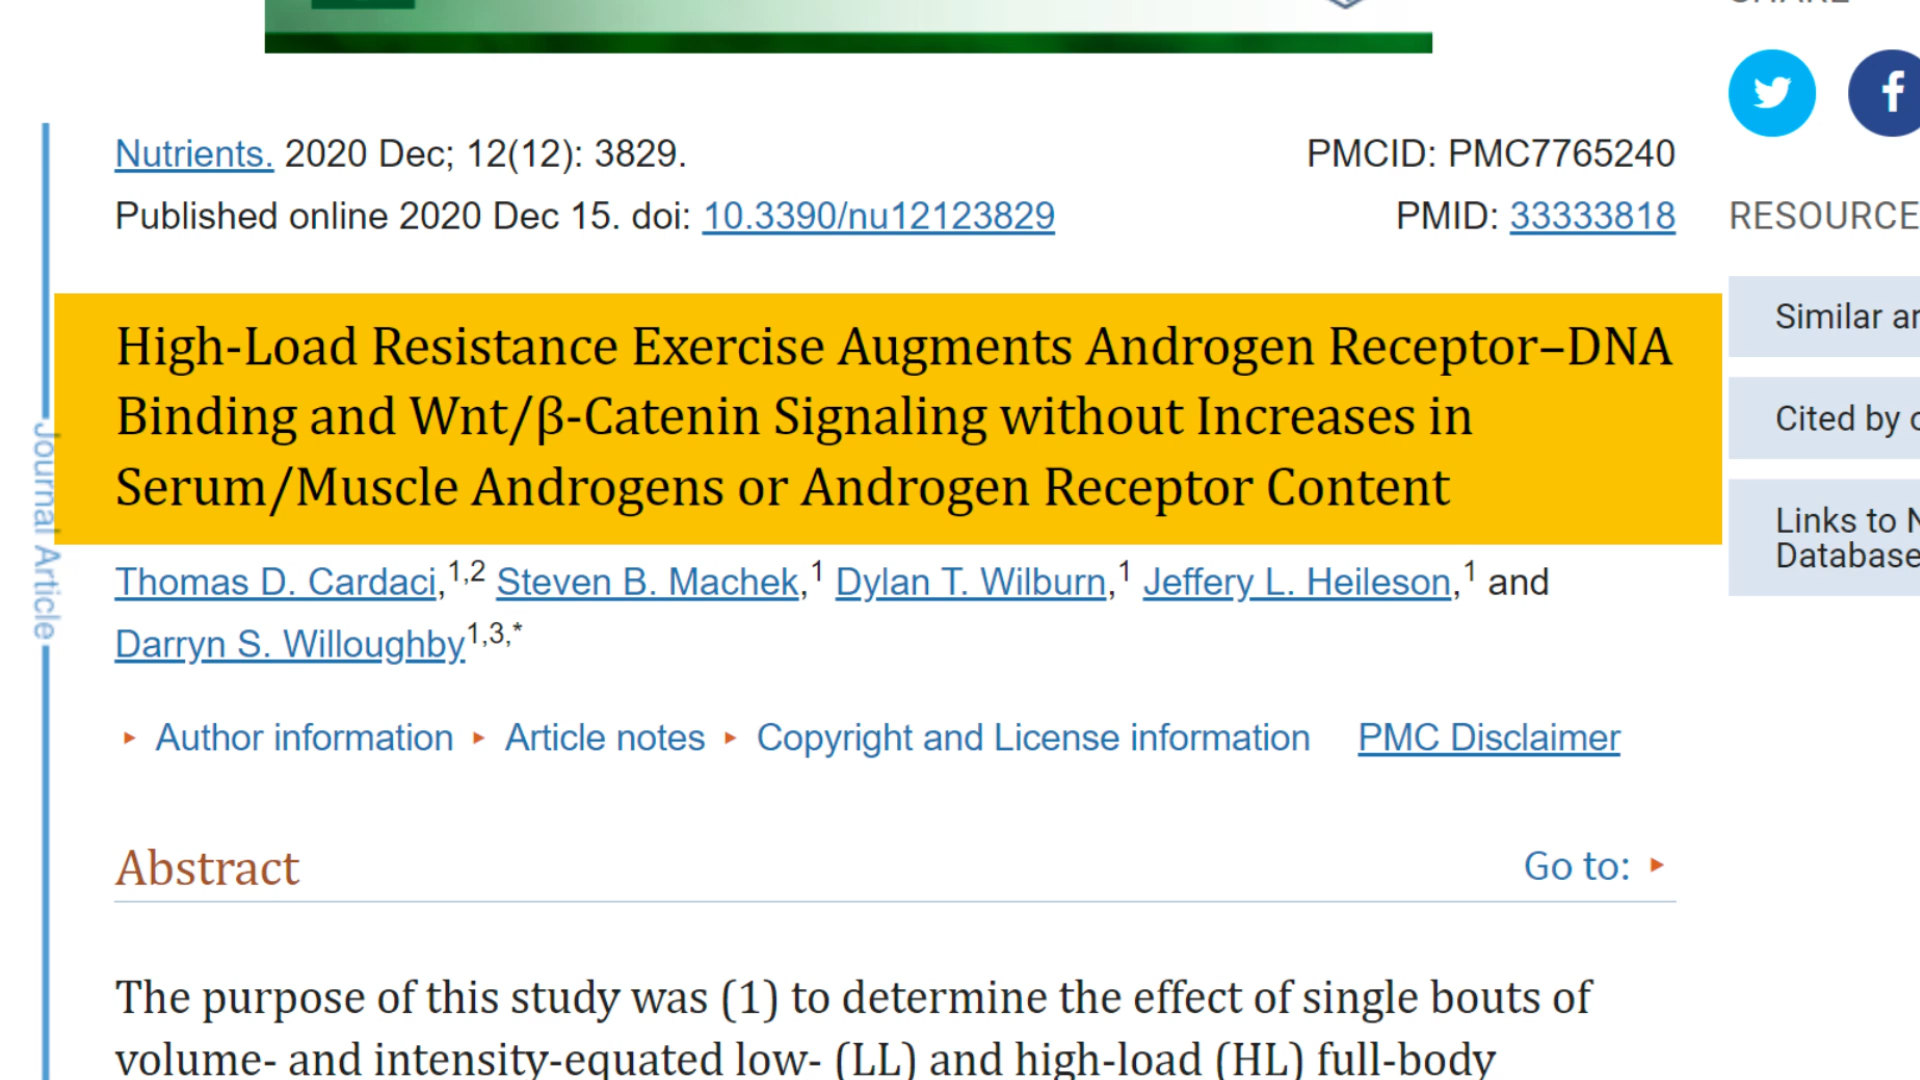 Nutrients. 2020 Dec; 12(12): 3829.
PMCID: PMC7765240
Published online 2020 Dec 15. doi: 10.3390/nu12123829
PMID: 33333818
High-Load Resistance Exercise Augments Androgen Receptor–DNA
Binding and Wnt/β-Catenin Signaling without Increases in
Serum/Muscle Androgens or Androgen Receptor Content
Thomas D. Cardaci,1,2 Steven B. Machek,1 Dylan T. Wilburn,1 Jeffery L. Heileson,1 and
Darryn S. Willoughby1,3,*
Author information Article notes Copyright and License information PMC Disclaimer
Abstract
Go to:
The purpose of this study was (1) to determine the effect of single bouts of
volume- and intensity-equated low- (LL) and high-load (HL) full-body
Journal Article
SHARE
RESOURCE
Similar ar
Cited by o
Links to N
Database